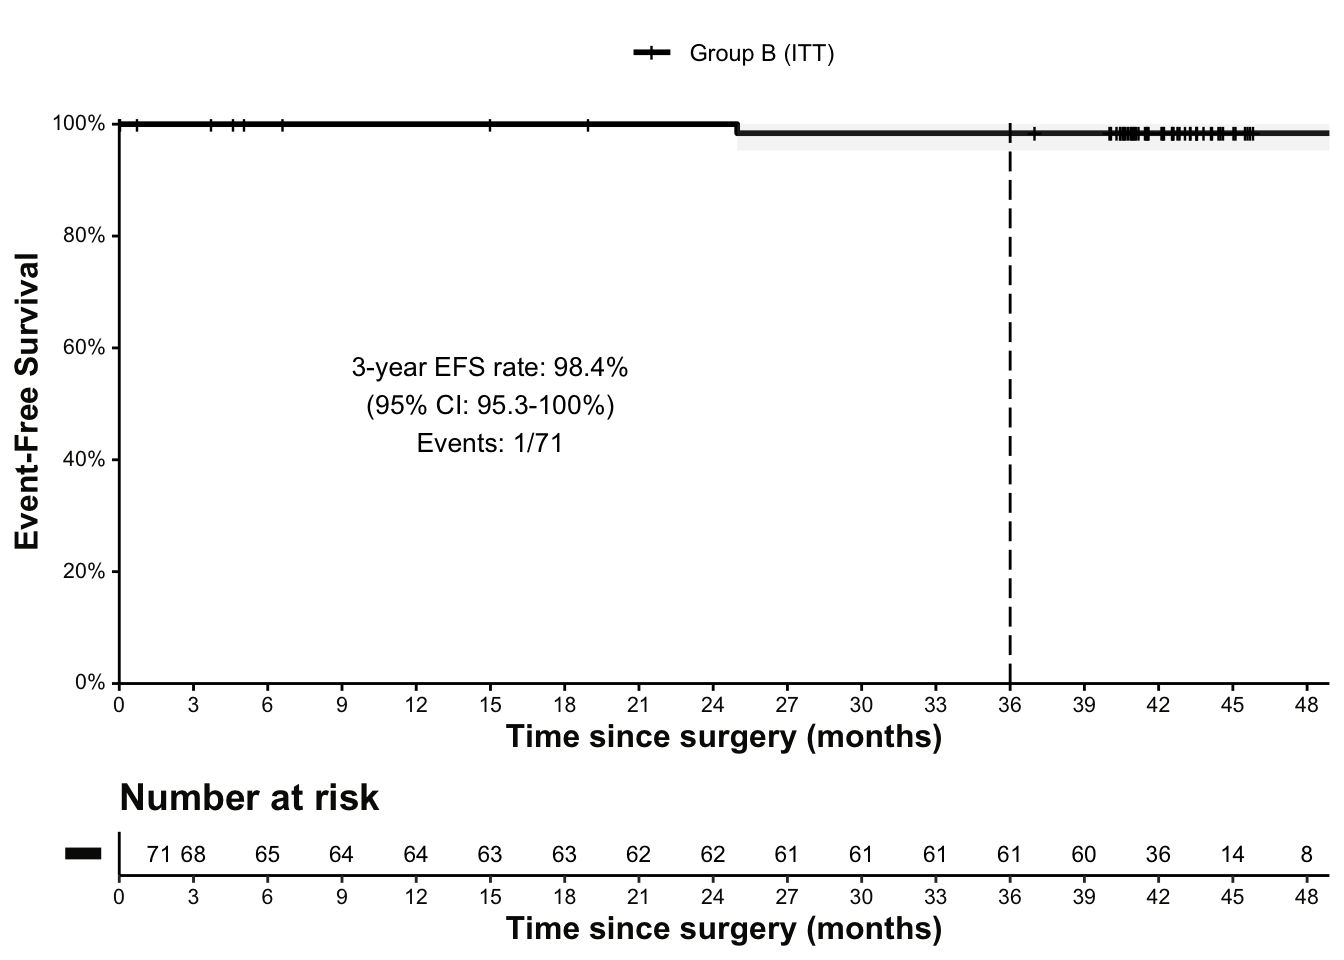 Group B (ITT)
100%
80%
60%
40%
20%
0%
Event-Free Survival
3-year EFS rate: 98.4%
(95% CI: 95.3-100%)
Events: 1/71
0 3 6 9 12 15 18 21 24 27 30 33 36 39 42 45 48
Time since surgery (months)
Number at risk
71 68 65 64 64 63 63 62 62 61 61 61 61 60 36 14 8
0 3 6 9 12 15 18 21 24 27 30 33 36 39 42 45 48
Time since surgery (months)